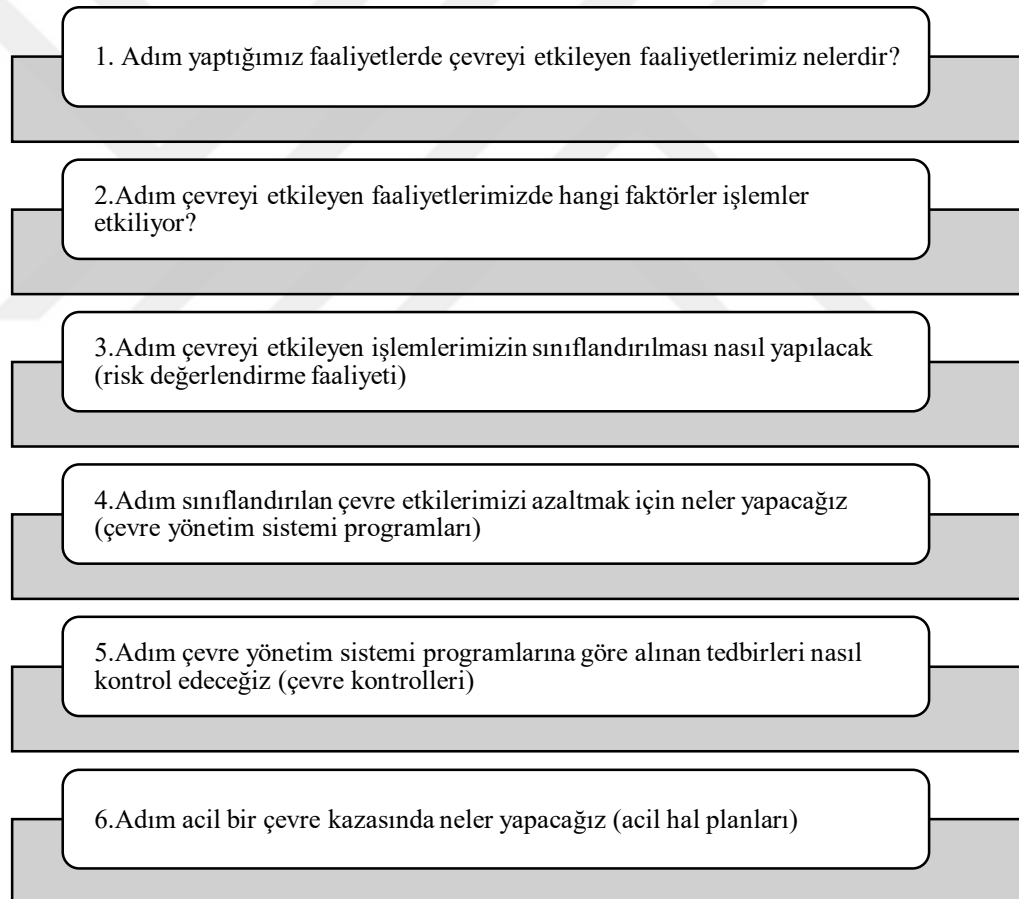 1. Adım yaptığımız faaliyetlerde çevreyi etkileyen faaliyetlerimiz nelerdir?
2.Adım çevreyi etkileyen faaliyetlerimizde hangi faktörler işlemler
etkiliyor?
3.Adım çevreyi etkileyen işlemlerimizin sınıflandırılması nasıl yapılacak
(risk değerlendirme faaliyeti)
4.Adım sınıflandırılan çevre etkilerimizi azaltmak için neler yapacağız
(çevre yönetim sistemi programları)
5.Adım çevre yönetim sistemi programlarına göre alınan tedbirleri nasıl
kontrol edeceğiz (çevre kontrolleri)
6.Adım acil bir çevre kazasında neler yapacağız (acil hal planları)